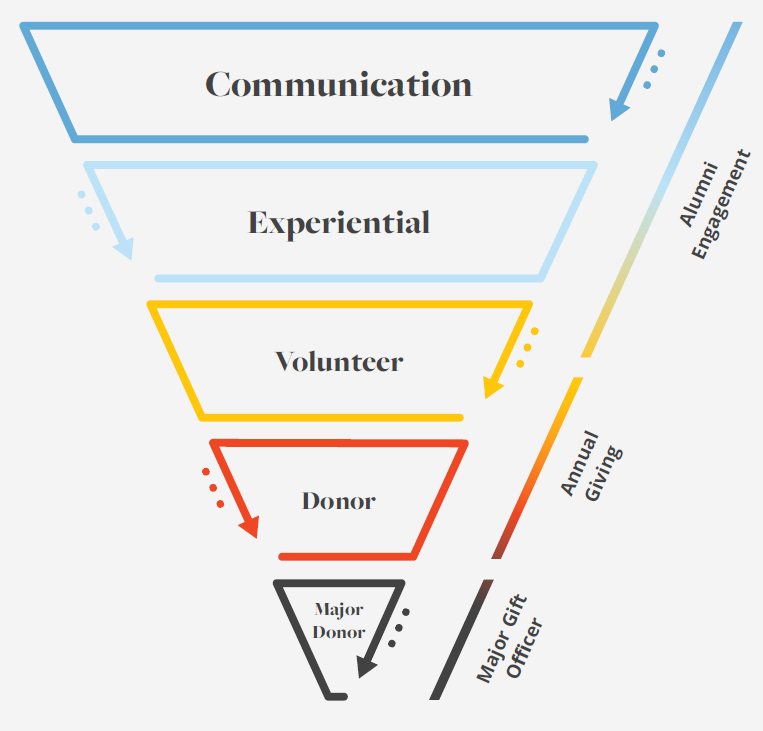 Communication
Experiential
Volunteer
Donor
Major
Donor
Alumni
Engagement
Annual
Giving
Major Gift
Officer